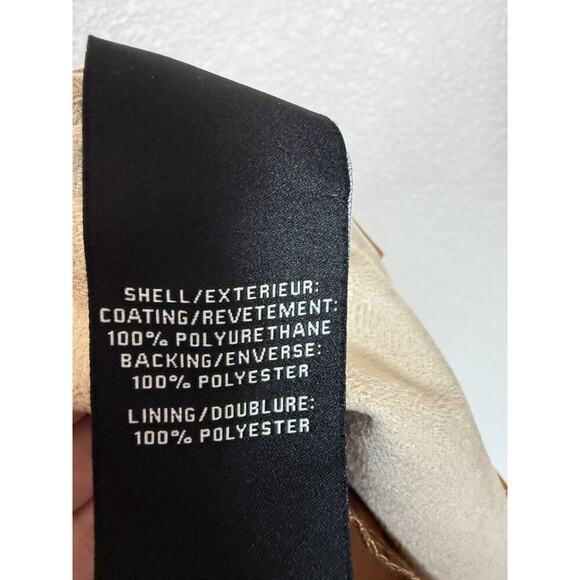 SHELL/EXTERIEUR:
COATING/REVETEMENT:
100% POLYURETHANE
BACKING/ENVERSE:
100% POLYESTER
LINING/DOUBLURE:
100% POLYESTER